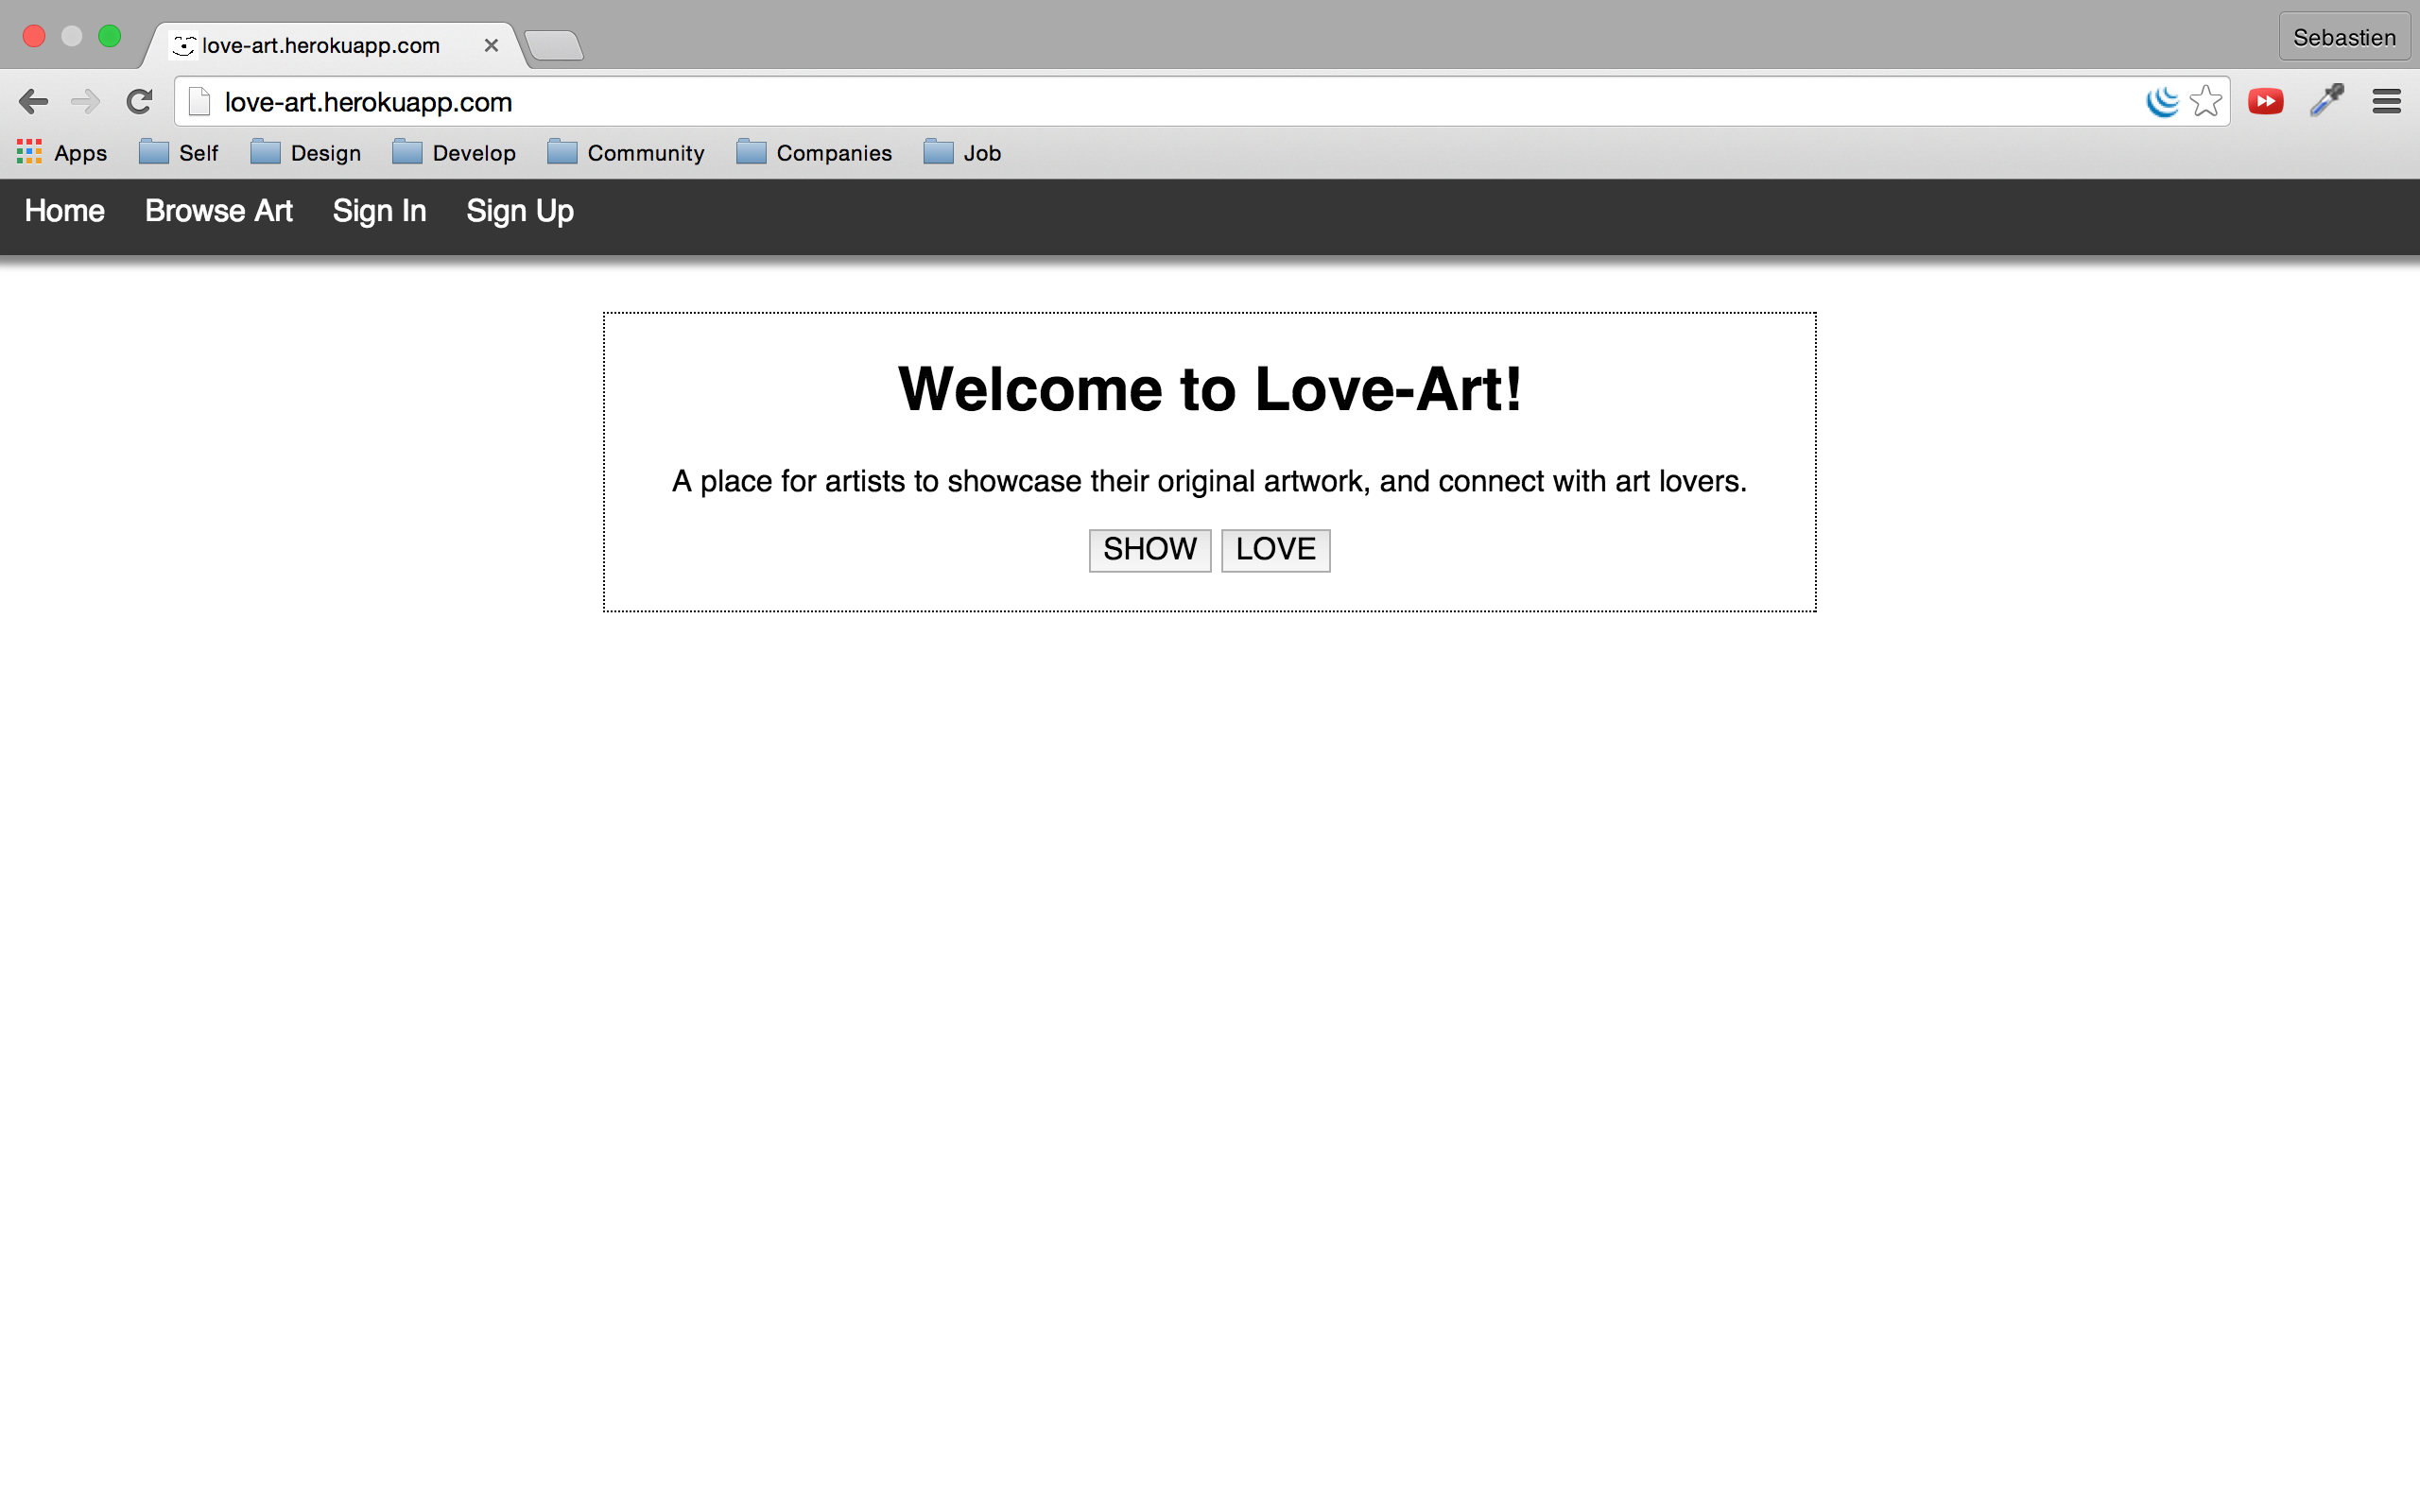 love-art.herokuapp.com
Sebastien
love-art.herokuapp.com
Apps Self Design Develop Community Companies Job
Home Browse Art Sign In Sign Up
Welcome to Love-Art!
A place for artists to showcase their original artwork, and connect with art lovers.
SHOW LOVE